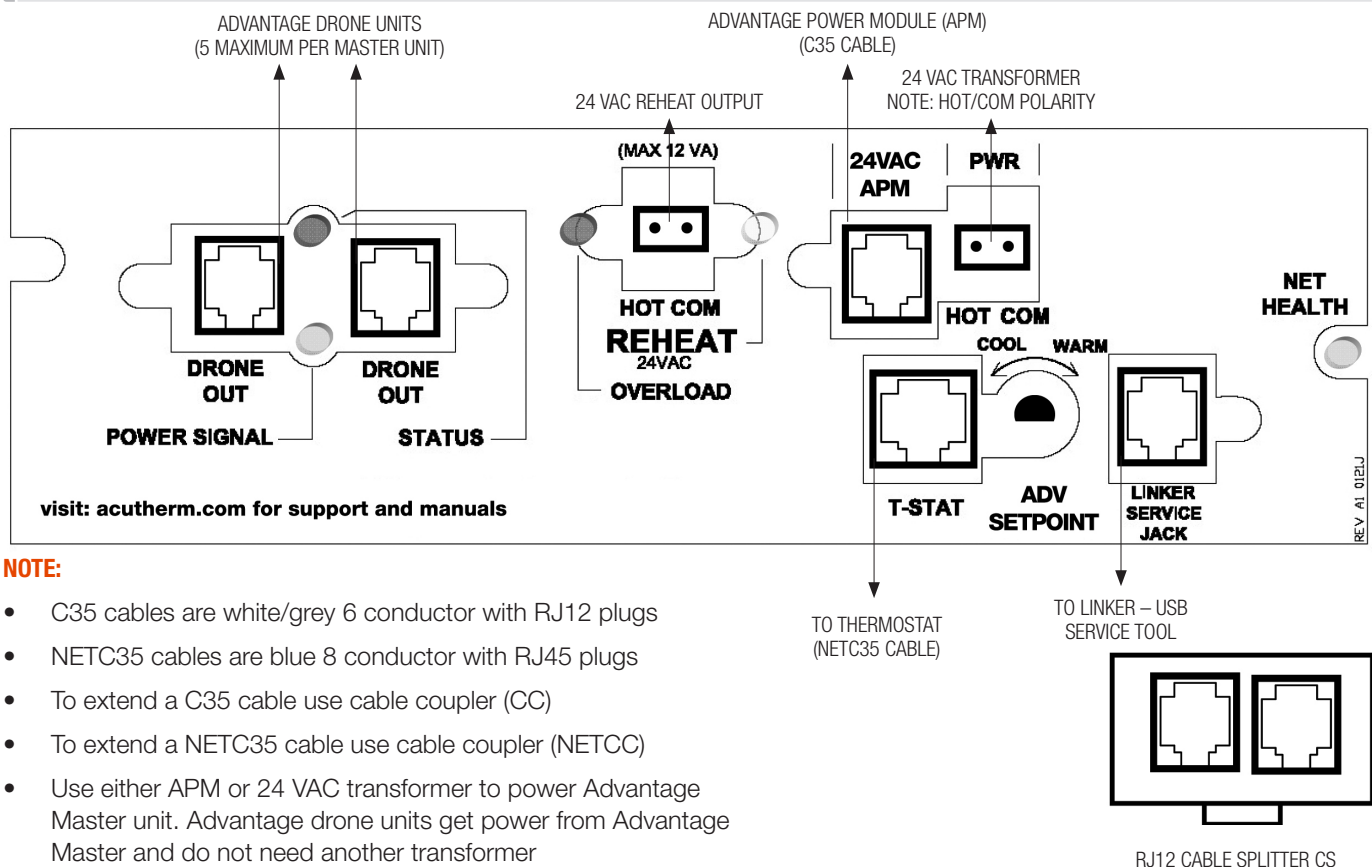 ADVANTAGE DRONE UNITS
(5 MAXIMUM PER MASTER UNIT)
ADVANTAGE POWER MODULE (APM)
(C35 CABLE)
24 VAC REHEAT OUTPUT
24 VAC TRANSFORMER
NOTE: HOT/COM POLARITY
(MAX 12 VA)
24VAC
APM
PWR
HOT COM
REHEAT
24VAC
OVERLOAD
HOT COM
COOL
WARM
NET
HEALTH
DRONE
OUT
DRONE
OUT
POWER SIGNAL
STATUS
T-STAT
ADV
SETPOINT
LINKER
SERVICE
JACK
REV A1 0121J
visit: acutherm.com for support and manuals
NOTE:
• C35 cables are white/grey 6 conductor with RJ12 plugs
• NETC35 cables are blue 8 conductor with RJ45 plugs
• To extend a C35 cable use cable coupler (CC)
• To extend a NETC35 cable use cable coupler (NETCC)
• Use either APM or 24 VAC transformer to power Advantage
Master unit. Advantage drone units get power from Advantage
Master and do not need another transformer
TO THERMOSTAT
(NETC35 CABLE)
TO LINKER – USB
SERVICE TOOL
RJ12 CABLE SPLITTER CS